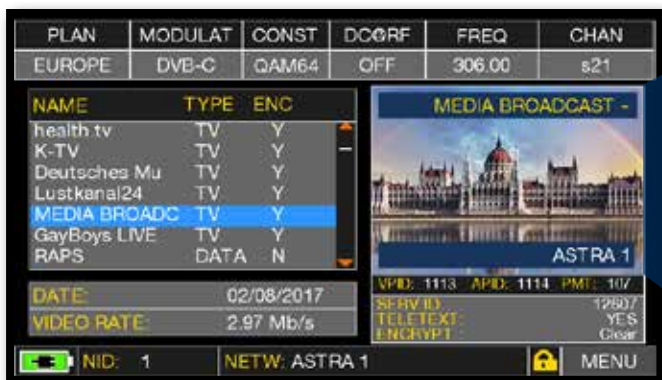 PLAN MODULAT CONST DC@RF FREQ CHAN
EUROPE DVB-C QAM64 OFF 306.00 s21
NAME TYPE ENC
health.tv TV Y
K-TV TV Y
Deutsches Mu TV Y
Lustkanal24 TV Y
MEDIA BROADC TV Y
GayBoys LIVE TV Y
RAPS DATA N
DATE: 02/08/2017
VIDEO RATE: 2.97 Mb/s
MEDIA BROADCAST -
ASTRA 1
VPID: 1113 APID: 1114 PMT: 107
SERV ID: 12607
TELETEXT: YES
ENCRYPT: Clear
NID: 1 NETW: ASTRA 1 MENU